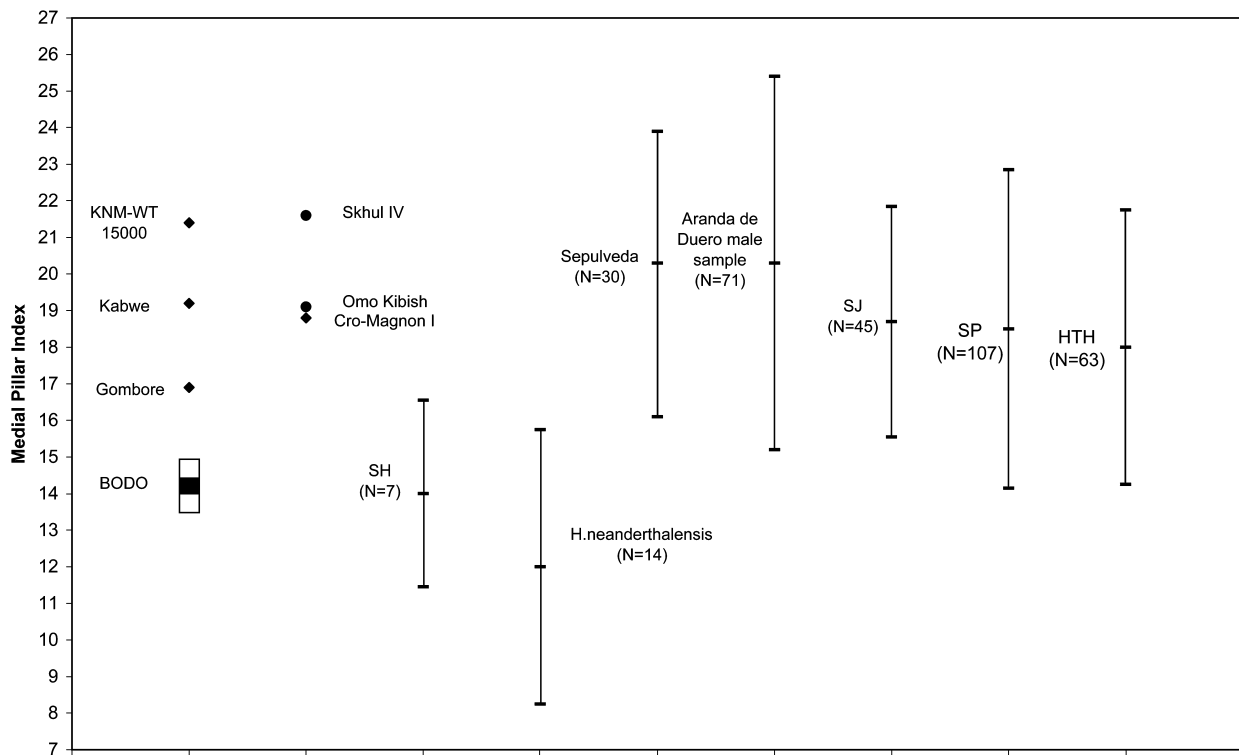 27
26
25
24
23
22
21
20
19
18
17
16
15
14
13
12
11
10
9
8
7
Medial Pillar Index
KNM-WT
15000
Kabwe
Gombore
BODO
Skhul IV
Omo Kibish
Cro-Magnon I
SH
(N=7)
H.neanderthalensis
(N=14)
Sepulveda
(N=30)
Aranda de
Duero male
sample
(N=71)
SJ
(N=45)
SP
(N=107)
HTH
(N=63)